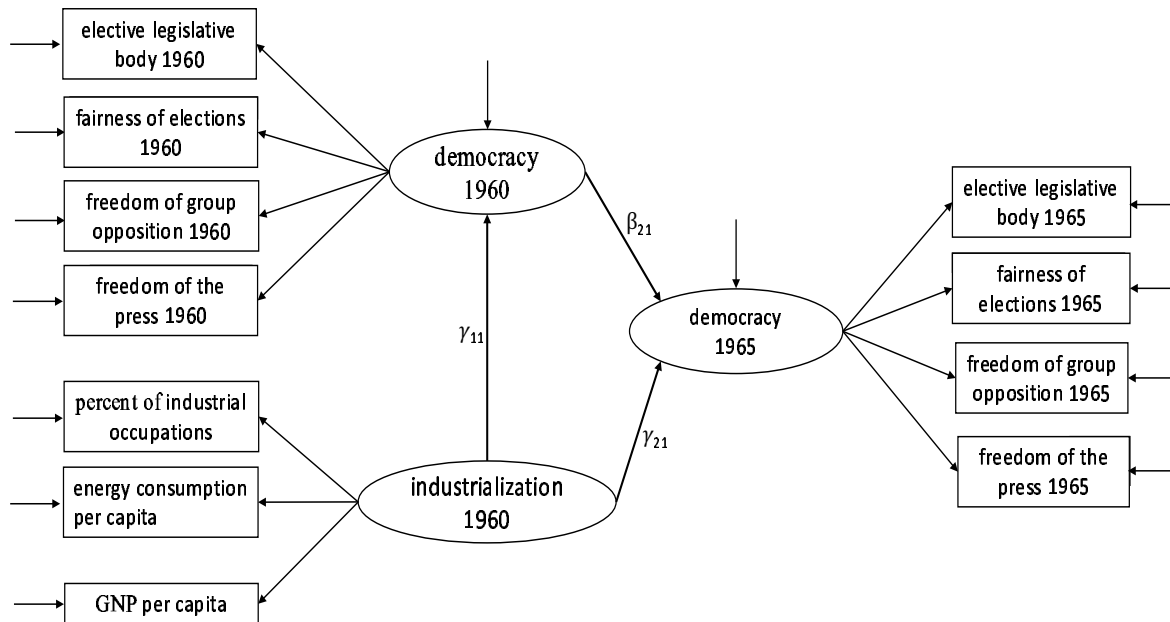 elective legislative
body 1960
fairness of elections
1960
freedom of group
opposition 1960
freedom of the
press 1960
percent of industrial
occupations
energy consumption
per capita
GNP per capita
democracy
1960
γ11
industrialization
1960
β21
γ21
democracy
1965
elective legislative
body 1965
fairness of
elections 1965
freedom of group
opposition 1965
freedom of the
press 1965